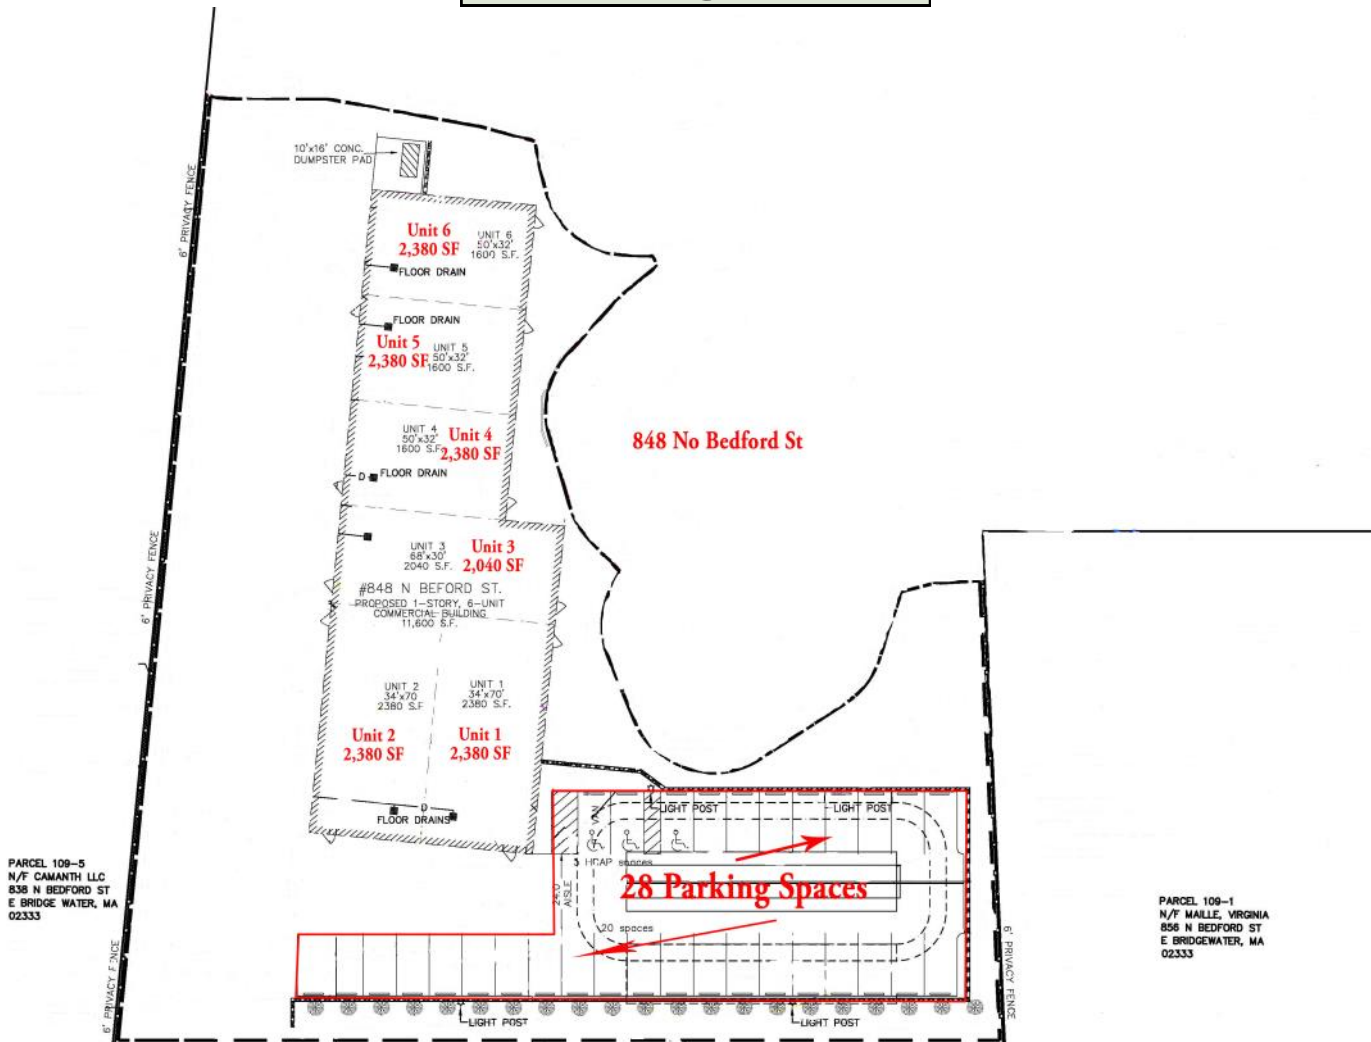 10'x16' CONC.
DUMPSTER PAD
6' PRIVACY FENCE
Unit 6
2,380 SF
UNIT 6
50'x32'
1600 S.F.
FLOOR DRAIN
FLOOR DRAIN
Unit 5
2,380 SF
UNIT 5
50'x32'
1600 S.F.
UNIT 4
50'x32'
1600 S.F.
Unit 4
2,380 SF
D
FLOOR DRAIN
848 No Bedford St
UNIT 3
68'x30'
2040 S.F.
Unit 3
2,040 SF
#848 N BEFORD ST.
PROPOSED 1-STORY, 6-UNIT
COMMERCIAL BUILDING
11,600 S.F.
6' PRIVACY FENCE
UNIT 2
34'x70
2380 S.F
UNIT 1
34'x70'
2380 S.F.
Unit 2
2,380 SF
Unit 1
2,380 SF
D
FLOOR DRAINS
LIGHT POST
LIGHT POST
VAN
3 HCAP spaces
24.0'
AISLE
28 Parking Spaces
20 spaces
PARCEL 109-5
N/F CAMANTH LLC
838 N BEDFORD ST
E BRIDGE WATER, MA
02333
PARCEL 109-1
N/F MAILLE, VIRGINIA
856 N BEDFORD ST
E BRIDGEWATER, MA
02333
6' PRIVACY FENCE
6' PRIVACY FENCE
LIGHT POST
LIGHT POST